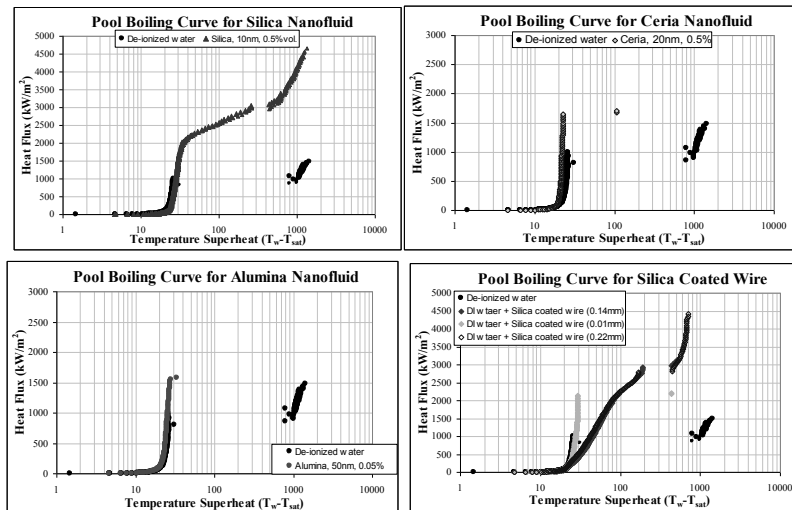 Pool Boiling Curve for Silica Nanofluid
De-ionized water Silica, 10nm, 0.5%vol.
Heat Flux (kW/m²)
5000
4500
4000
3500
3000
2500
2000
1500
1000
500
0
1 10 100 1000 10000
Temperature Superheat (Tw-Tsat)
Pool Boiling Curve for Ceria Nanofluid
De-ionized water Ceria, 20nm, 0.5%
Heat Flux (kW/m²)
3000
2500
2000
1500
1000
500
0
1 10 100 1000 10000
Temperature Superheat (Tw-Tsat)
Pool Boiling Curve for Alumina Nanofluid
Heat Flux (kW/m²)
3000
2500
2000
1500
1000
500
0
De-ionized water
Alumina, 50nm, 0.05%
1 10 100 1000 10000
Temperature Superheat (Tw-Tsat)
Pool Boiling Curve for Silica Coated Wire
De-ionized water
DI wtaer + Silica coated wire (0.14mm)
DI wtaer + Silica coated wire (0.01mm)
DI wtaer + Silica coated wire (0.22mm)
Heat Flux (kW/m²)
5000
4500
4000
3500
3000
2500
2000
1500
1000
500
0
1 10 100 1000 10000
Temperature Superheat (Tw-Tsat)